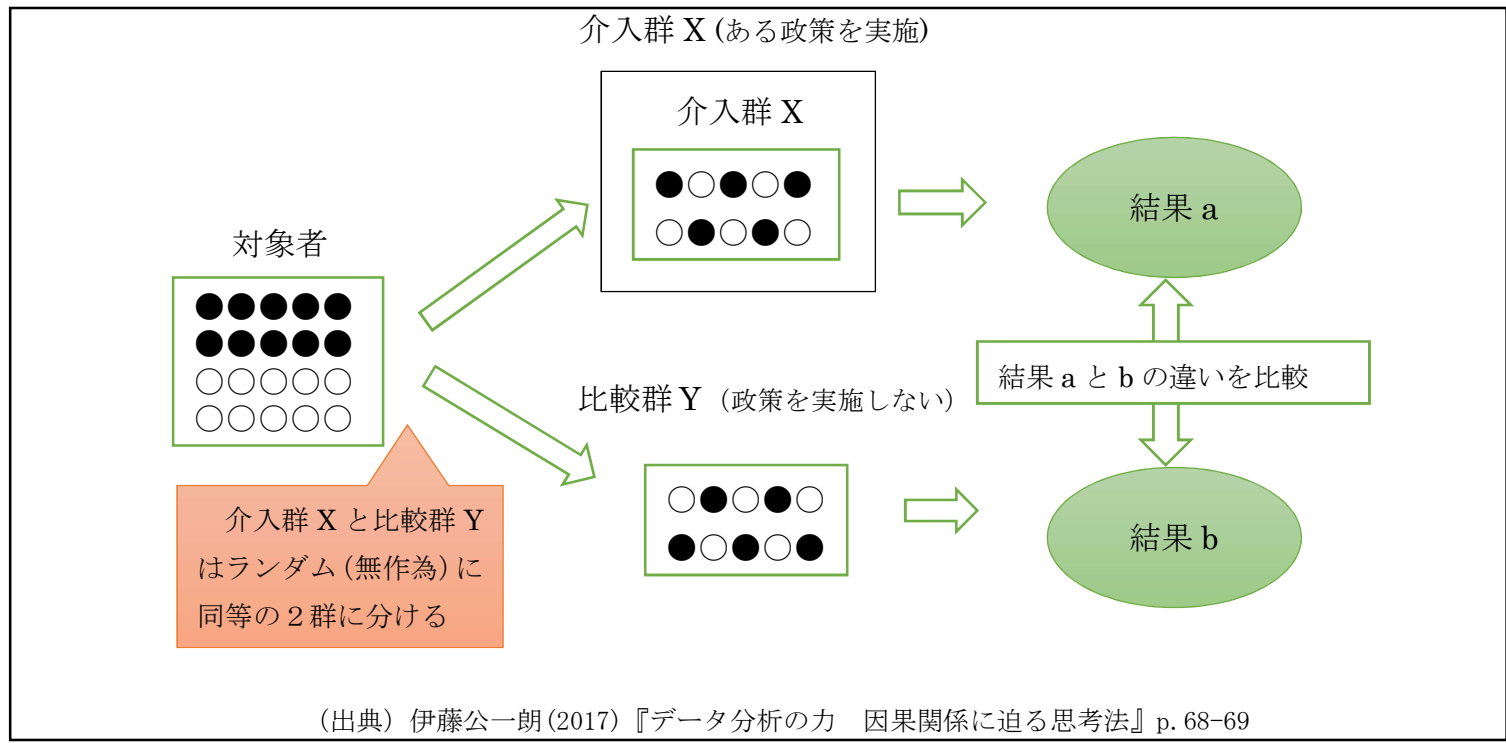 介入群 X (ある政策を実施)
介入群 X
結果 a
対象者
結果 a と b の違いを比較
比較群 Y（政策を実施しない）
介入群 X と比較群 Y
はランダム(無作為)に
同等の２群に分ける
結果 b
（出典）伊藤公一朗(2017)『データ分析の力　因果関係に迫る思考法』p. 68-69